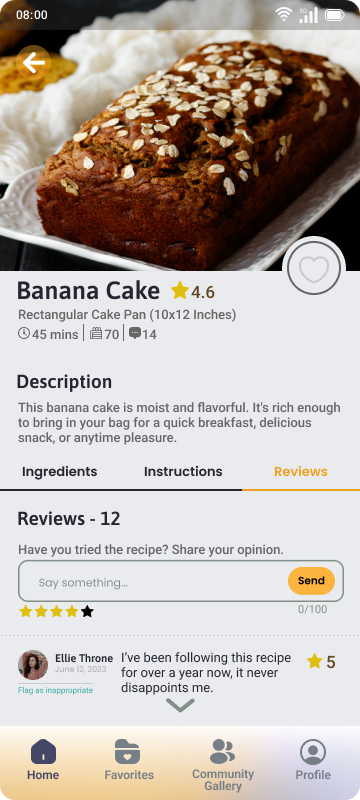 08:00
3G
Banana Cake 4.6
Rectangular Cake Pan (10x12 Inches)
45 mins 70 14
Description
This banana cake is moist and flavorful. It's rich enough
to bring in your bag for a quick breakfast, delicious
snack, or anytime pleasure.
Ingredients Instructions Reviews
Reviews - 12
Have you tried the recipe? Share your opinion.
Say something... Send
0/100
Ellie Throne
June 12, 2023
Flag as inappropriate
I've been following this recipe
for over a year now, it never
disappoints me.
5
Home Favorites Community Profile
Gallery